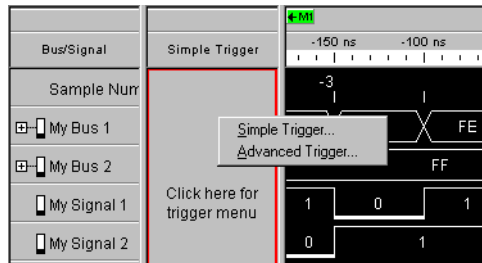 M1
Bus/Signal
Simple Trigger
-150 ns
-100 ns
Sample Num
-3
My Bus 1
Simple Trigger...
FE
Advanced Trigger...
My Bus 2
FF
Click here for
trigger menu
My Signal 1
1
0
1
My Signal 2
0
1